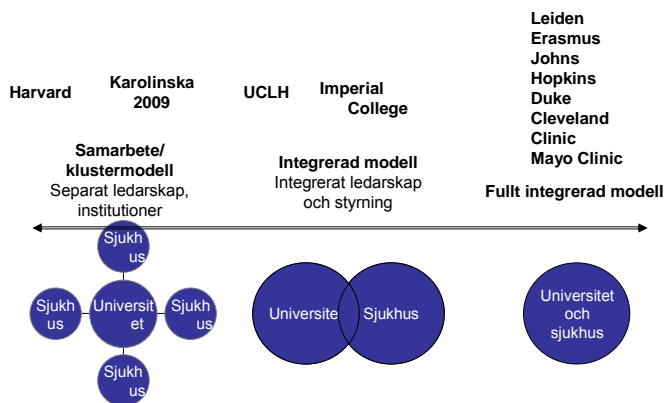 Harvard
Karolinska
2009
UCLH
Imperial
College
Leiden
Erasmus
Johns
Hopkins
Duke
Cleveland
Clinic
Mayo Clinic
Samarbete/
klustermodell
Separat ledarskap,
institutioner
Integrerad modell
Integrerat ledarskap
och styrning
Fullt integrerad modell
Sjukh
us
Sjukh
us
Universit
et
Sjukh
us
Sjukh
us
Universite
Sjukhus
Universitet
och
sjukhus